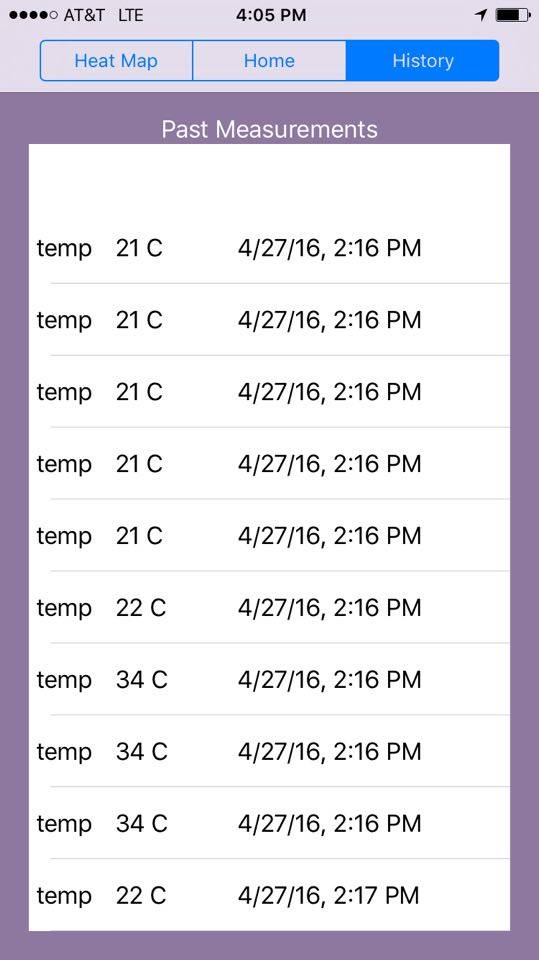 AT&T LTE 4:05 PM
Heat Map Home History
Past Measurements
temp 21 C 4/27/16, 2:16 PM
temp 21 C 4/27/16, 2:16 PM
temp 21 C 4/27/16, 2:16 PM
temp 21 C 4/27/16, 2:16 PM
temp 21 C 4/27/16, 2:16 PM
temp 22 C 4/27/16, 2:16 PM
temp 34 C 4/27/16, 2:16 PM
temp 34 C 4/27/16, 2:16 PM
temp 34 C 4/27/16, 2:16 PM
temp 22 C 4/27/16, 2:17 PM